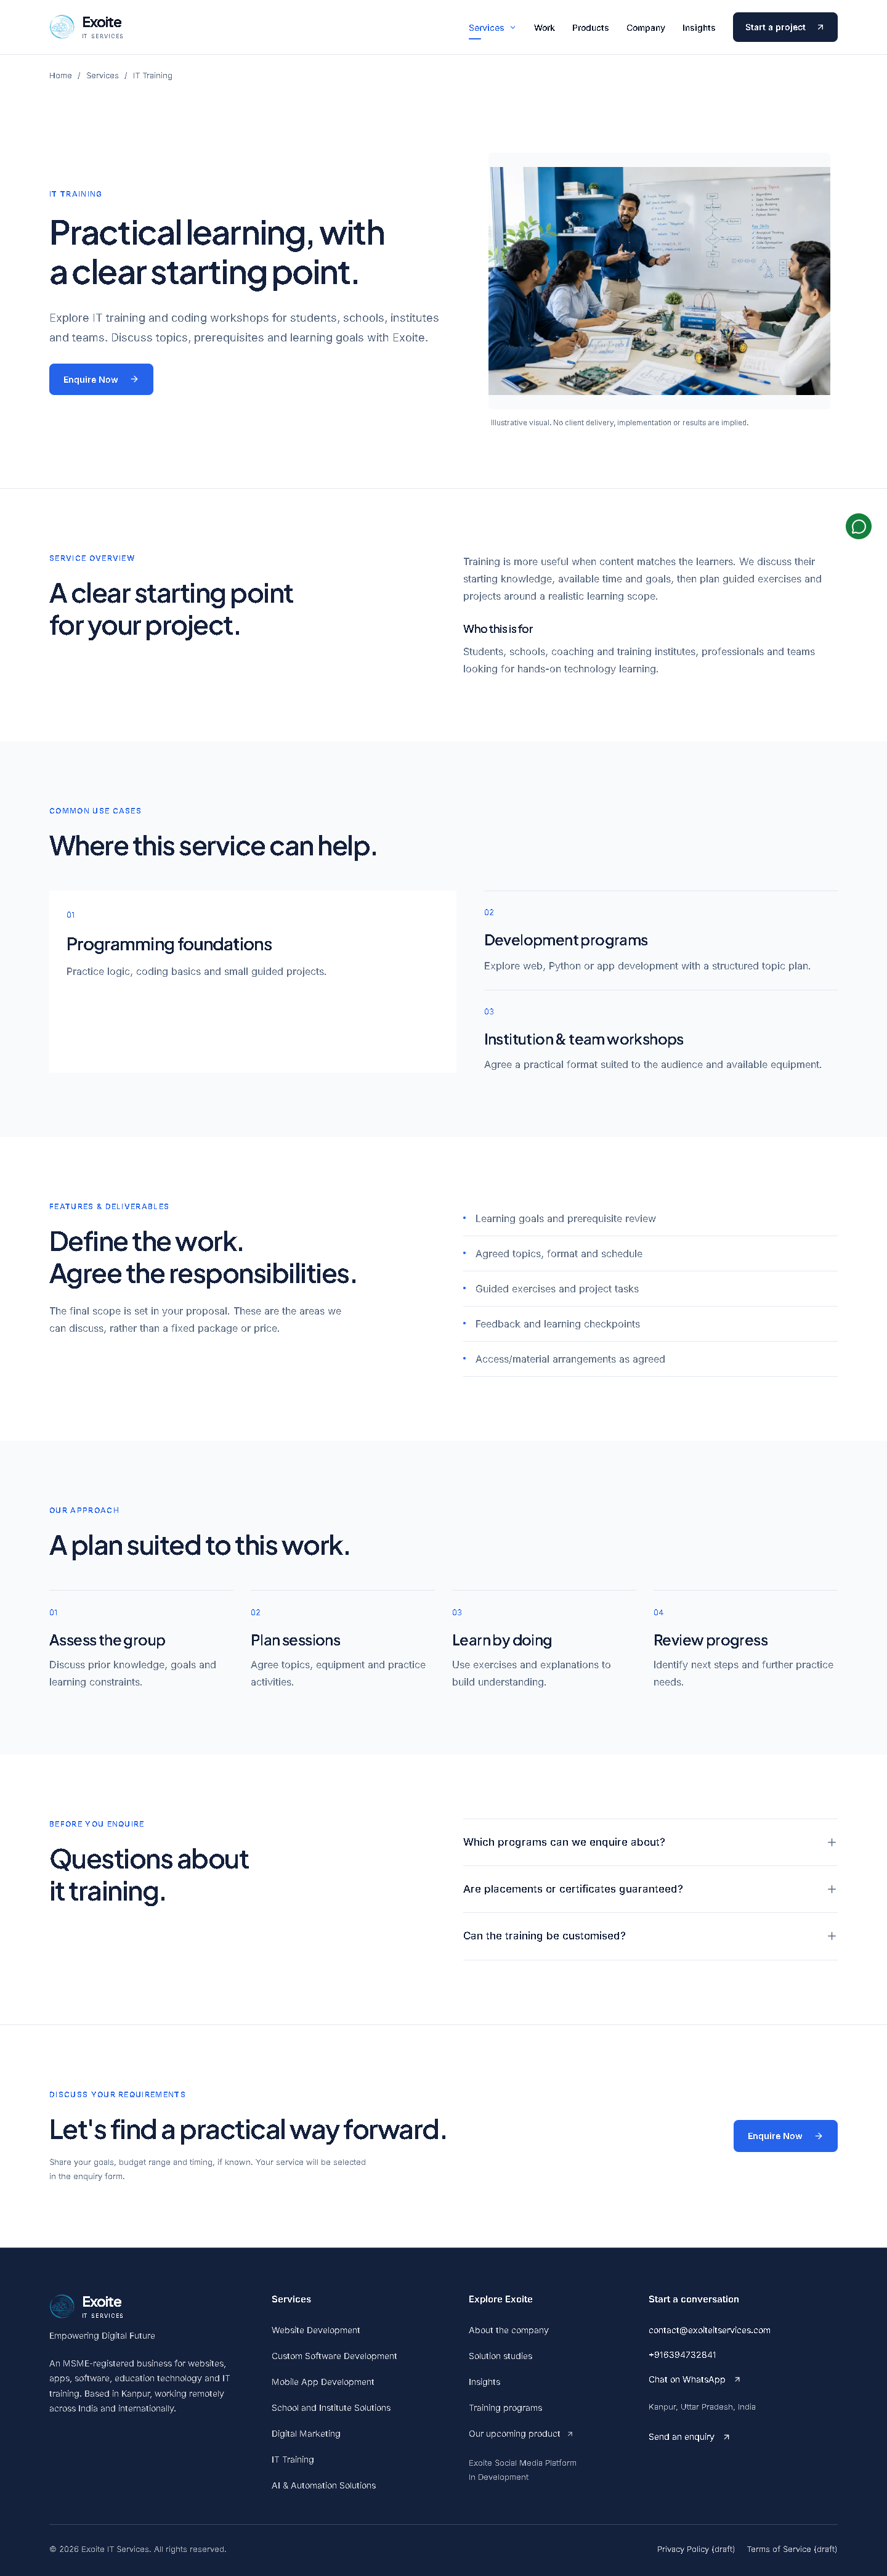 Exoite
IT SERVICES
Services
Work
Products
Company
Insights
Start a project
Home / Services / IT Training
IT TRAINING
Practical learning, with
a clear starting point.
Explore IT training and coding workshops for students, schools, institutes
and teams. Discuss topics, prerequisites and learning goals with Exoite.
Enquire Now
Illustrative visual. No client delivery, implementation or results are implied.
SERVICE OVERVIEW
A clear starting point
for your project.
Training is more useful when content matches the learners. We discuss their
starting knowledge, available time and goals, then plan guided exercises and
projects around a realistic learning scope.
Who this is for
Students, schools, coaching and training institutes, professionals and teams
looking for hands-on technology learning.
COMMON USE CASES
Where this service can help.
01
Programming foundations
Practice logic, coding basics and small guided projects.
02
Development programs
Explore web, Python or app development with a structured topic plan.
03
Institution & team workshops
Agree a practical format suited to the audience and available equipment.
FEATURES & DELIVERABLES
Define the work.
Agree the responsibilities.
The final scope is set in your proposal. These are the areas we
can discuss, rather than a fixed package or price.
Learning goals and prerequisite review
Agreed topics, format and schedule
Guided exercises and project tasks
Feedback and learning checkpoints
Access/material arrangements as agreed
OUR APPROACH
A plan suited to this work.
01
Assess the group
Discuss prior knowledge, goals and
learning constraints.
02
Plan sessions
Agree topics, equipment and practice
activities.
03
Learn by doing
Use exercises and explanations to
build understanding.
04
Review progress
Identify next steps and further practice
needs.
BEFORE YOU ENQUIRE
Questions about
it training.
Which programs can we enquire about?
Are placements or certificates guaranteed?
Can the training be customised?
DISCUSS YOUR REQUIREMENTS
Let's find a practical way forward.
Share your goals, budget range and timing, if known. Your service will be selected
in the enquiry form.
Enquire Now
Exoite
IT SERVICES
Empowering Digital Future
An MSME-registered business for websites,
apps, software, education technology and IT
training. Based in Kanpur, working remotely
across India and internationally.
Services
Website Development
Custom Software Development
Mobile App Development
School and Institute Solutions
Digital Marketing
IT Training
AI & Automation Solutions
Explore Exoite
About the company
Solution studies
Insights
Training programs
Our upcoming product
Exoite Social Media Platform
In Development
Start a conversation
contact@exoiteitservices.com
+916394732841
Chat on WhatsApp
Kanpur, Uttar Pradesh, India
Send an enquiry
© 2026 Exoite IT Services. All rights reserved.
Privacy Policy (draft)
Terms of Service (draft)